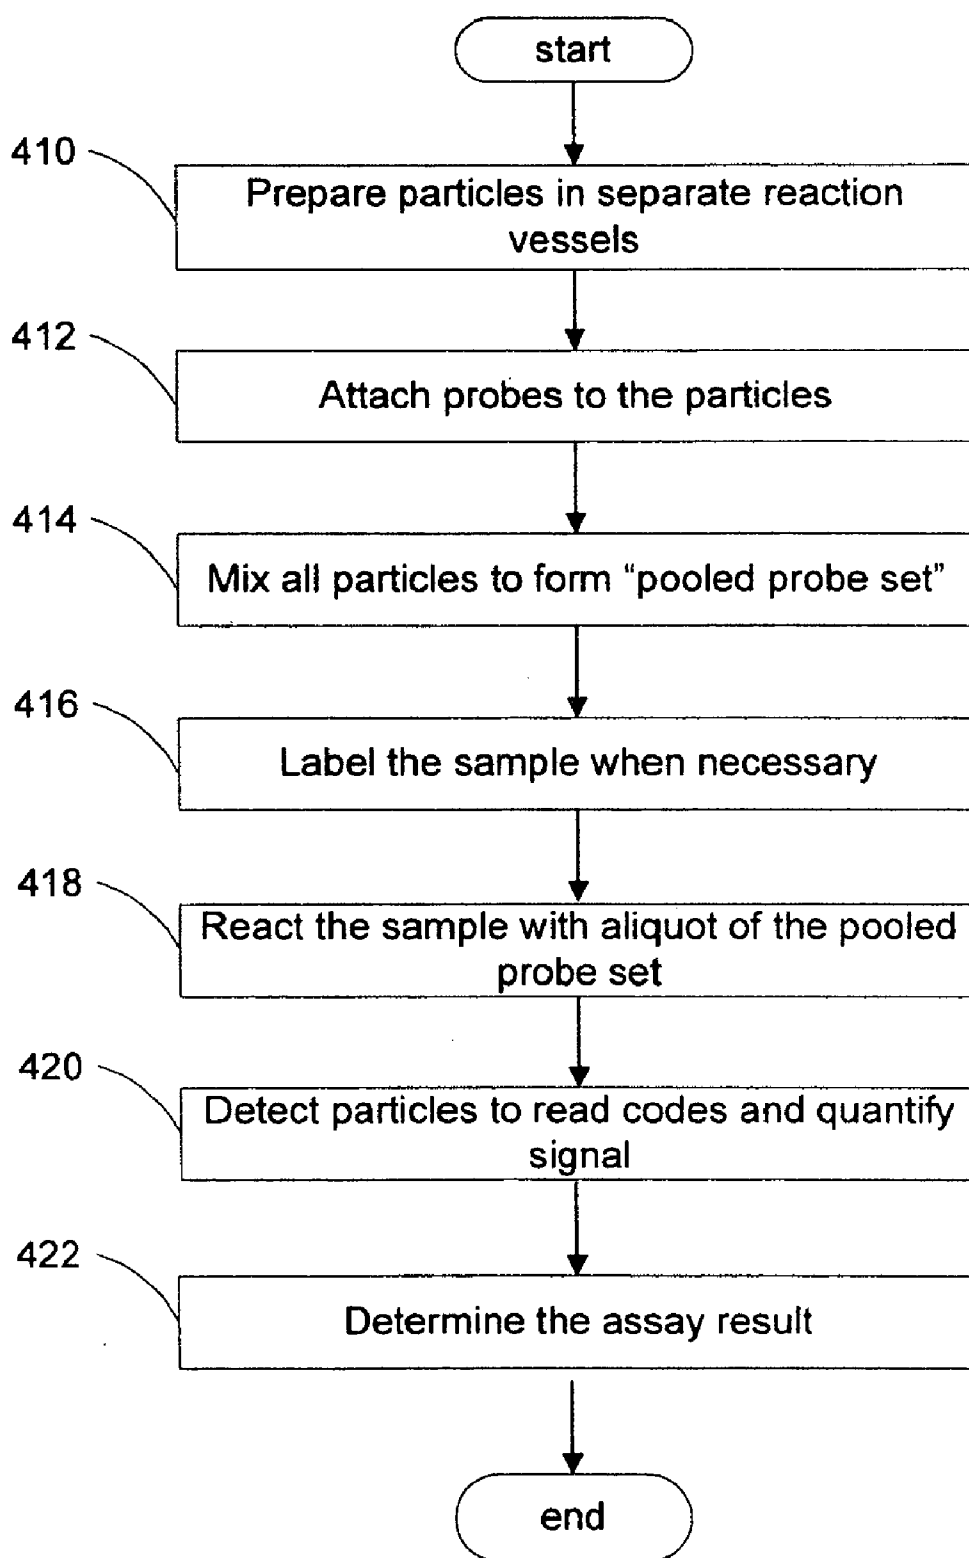 start
410
Prepare particles in separate reaction
vessels
412
Attach probes to the particles
414
Mix all particles to form “pooled probe set”
416
Label the sample when necessary
418
React the sample with aliquot of the pooled
probe set
420
Detect particles to read codes and quantify
signal
422
Determine the assay result
end